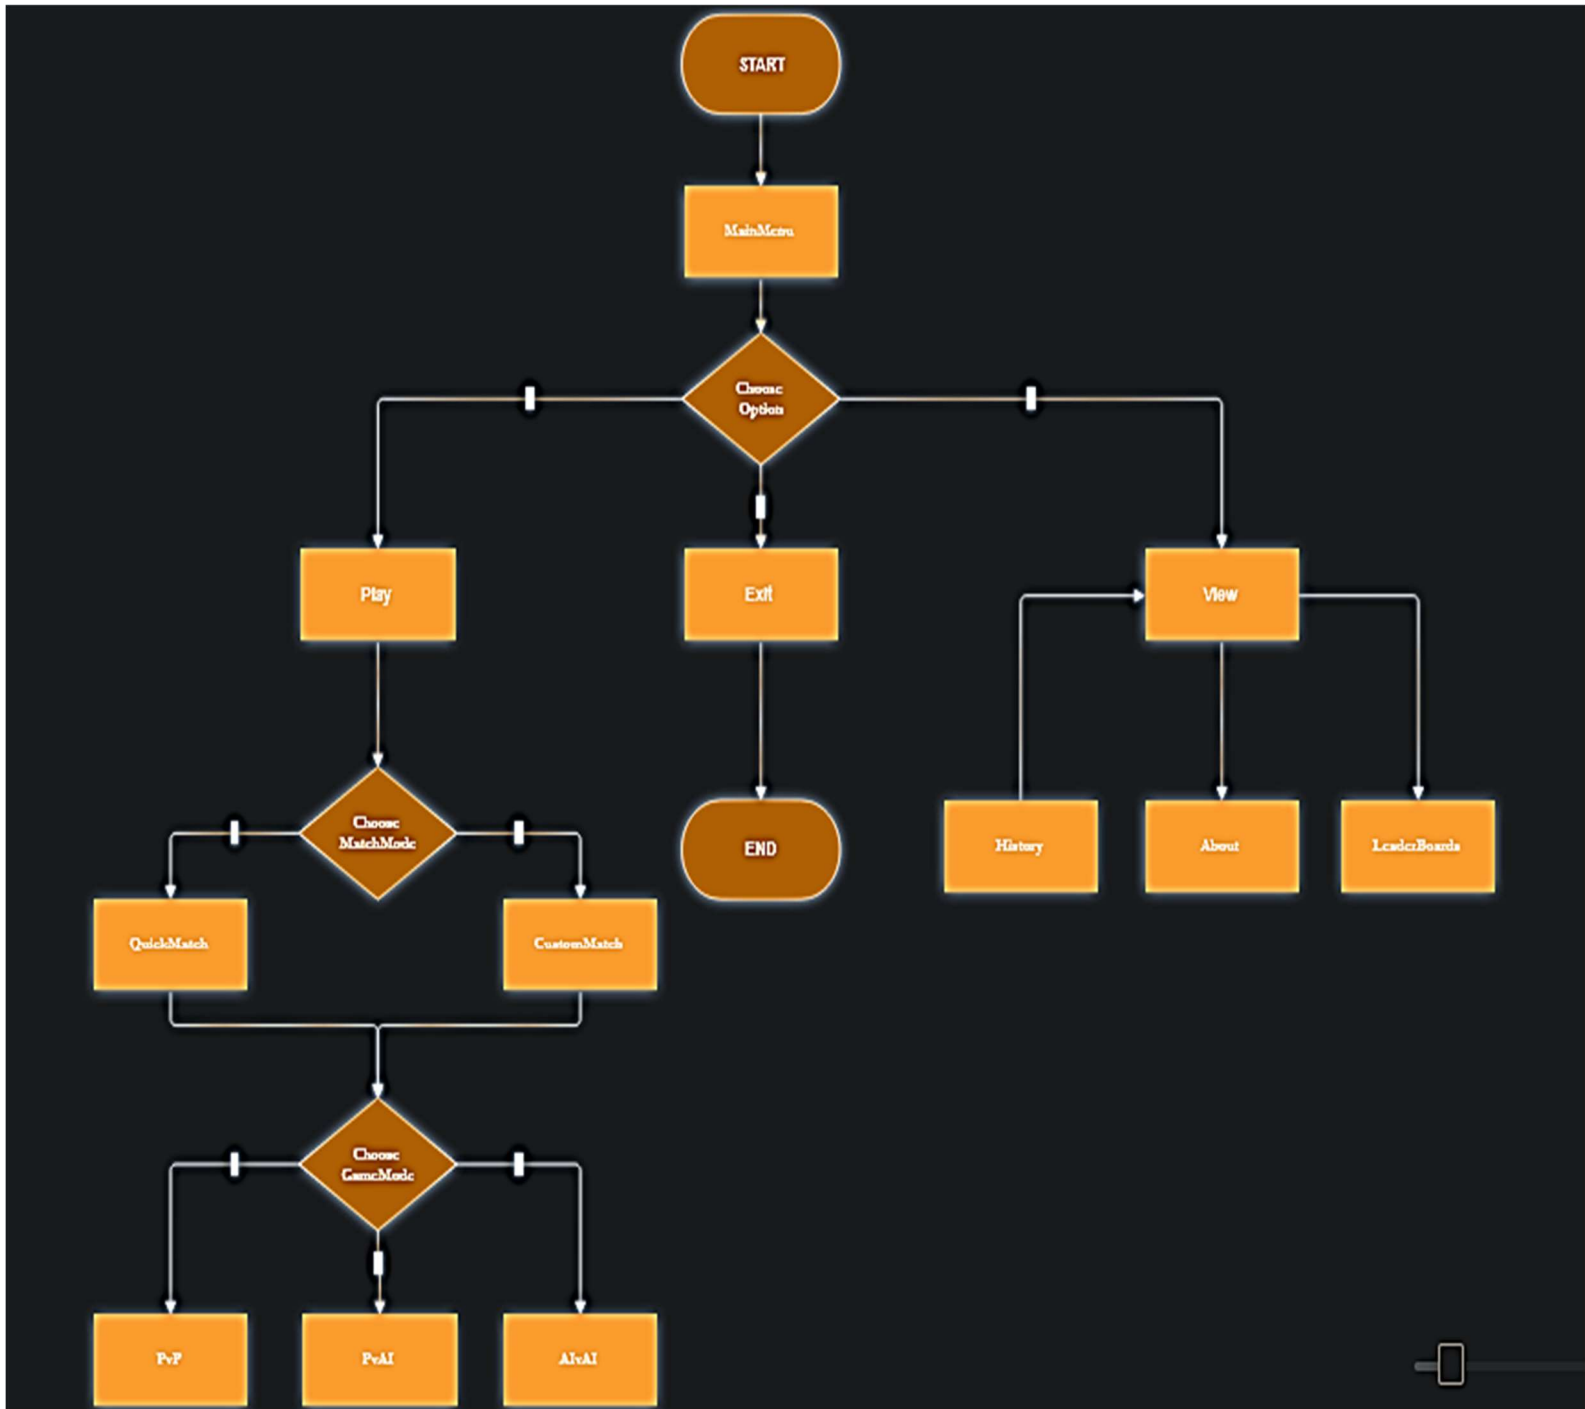 START
MainMenu
Choose
Option
Play
Exit
View
Choose
MatchMode
END
History
About
LeaderBoards
QuickMatch
CustomMatch
Choose
GameMode
PvP
PvAI
AIvAI